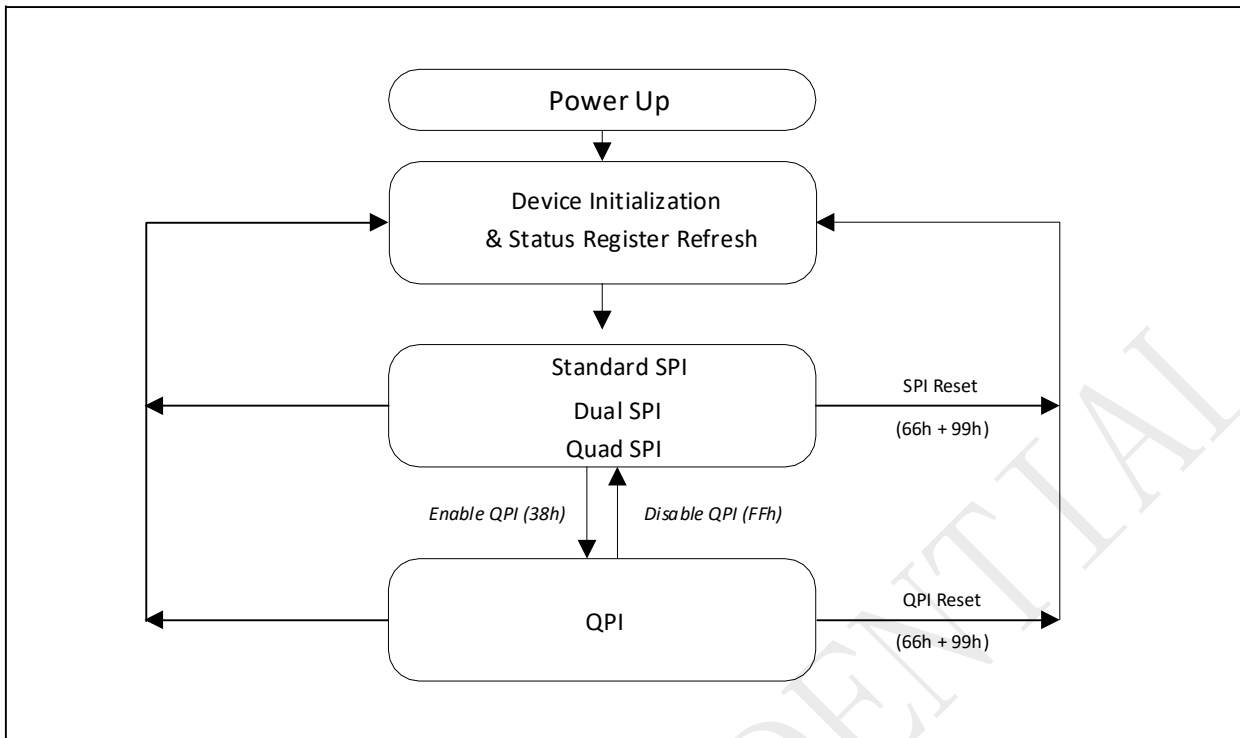 Power Up
Device Initialization
& Status Register Refresh
Standard SPI
Dual SPI
Quad SPI
SPI Reset
(66h + 99h)
Enable QPI (38h)
Disable QPI (FFh)
QPI
QPI Reset
(66h + 99h)